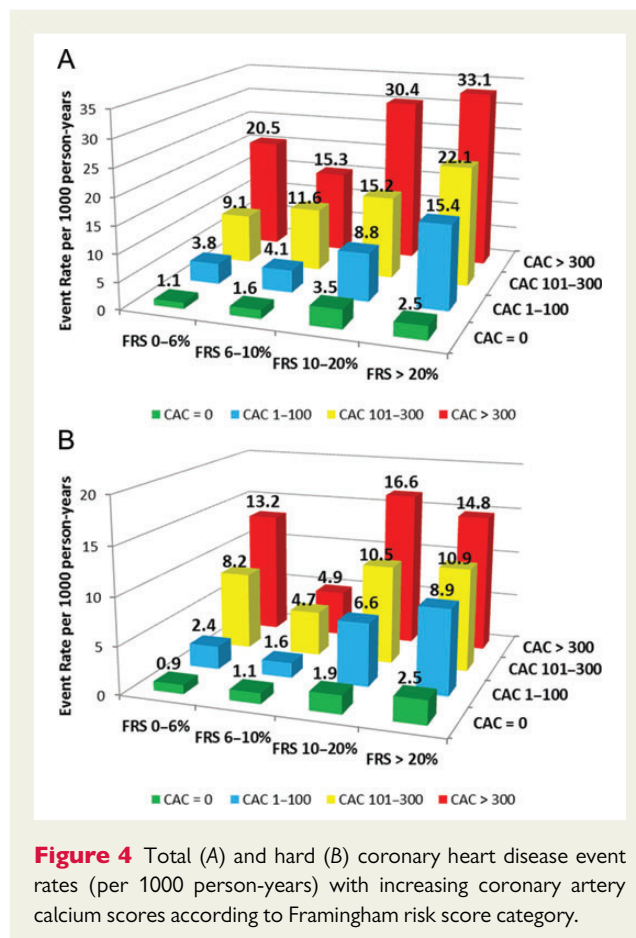 A
Event Rate per 1000 person-years
35
30
25
20
15
10
5
0
20.5
15.3
30.4
33.1
9.1
11.6
15.2
22.1
3.8
4.1
8.8
15.4
1.1
1.6
3.5
2.5
FRS 0–6%
FRS 6–10%
FRS 10–20%
FRS > 20%
CAC > 300
CAC 101–300
CAC 1–100
CAC = 0
CAC = 0 CAC 1–100 CAC 101–300 CAC > 300
B
Event Rate per 1000 person-years
20
15
10
5
0
13.2
4.9
16.6
14.8
8.2
4.7
10.5
10.9
2.4
1.6
6.6
8.9
0.9
1.1
1.9
2.5
FRS 0–6%
FRS 6–10%
FRS 10–20%
FRS > 20%
CAC > 300
CAC 101–300
CAC 1–100
CAC = 0
CAC = 0 CAC 1–100 CAC 101–300 CAC > 300
Figure 4 Total (A) and hard (B) coronary heart disease event
rates (per 1000 person-years) with increasing coronary artery
calcium scores according to Framingham risk score category.